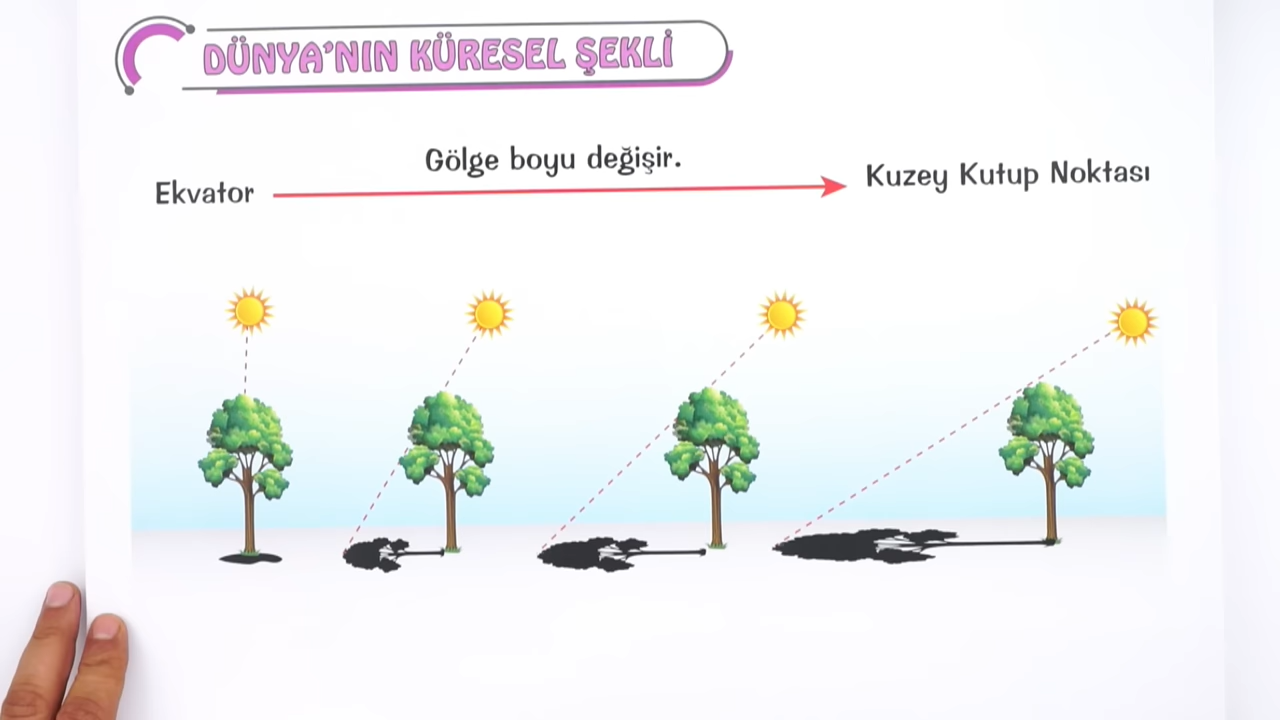 DÜNYA'NIN KÜRESEL ŞEKLİ
Gölge boyu değişir.
Ekvator
Kuzey Kutup Noktası